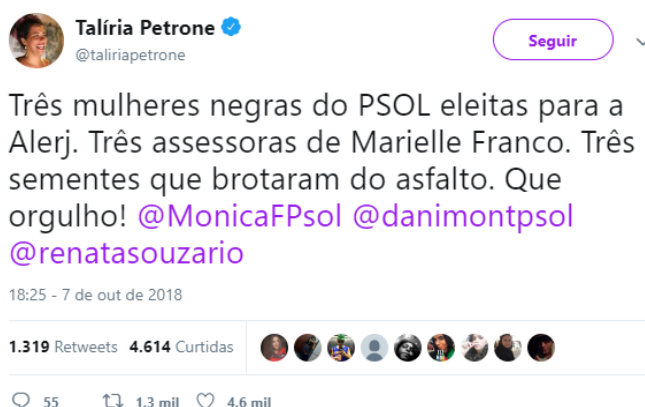 Talíria Petrone
@taliriapetrone
Seguir
Três mulheres negras do PSOL eleitas para a
Alerj. Três assessoras de Marielle Franco. Três
sementes que brotaram do asfalto. Que
orgulho! @MonicaFPsol @danimontpsol
@renatasouzario
18:25 - 7 de out de 2018
1.319 Retweets 4.614 Curtidas
55 1,3 mil 4,6 mil